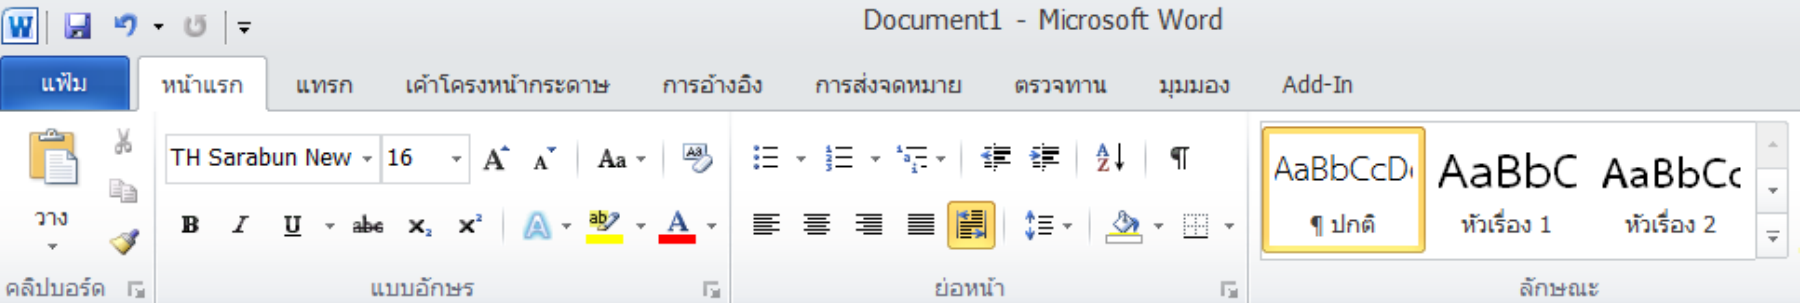 Document1 - Microsoft Word
แฟ้ม หน้าแรก แทรก เค้าโครงหน้ากระดาษ การอ้างอิง การส่งจดหมาย ตรวจทาน มุมมอง Add-In
TH Sarabun New 16 A A Aa
AaBbCcD AaBbC AaBbCc
วาง
B I U abc x₂ x² A ab A
¶ ปกติ หัวเรื่อง 1 หัวเรื่อง 2
คลิปบอร์ด แบบอักษร ย่อหน้า ลักษณะ